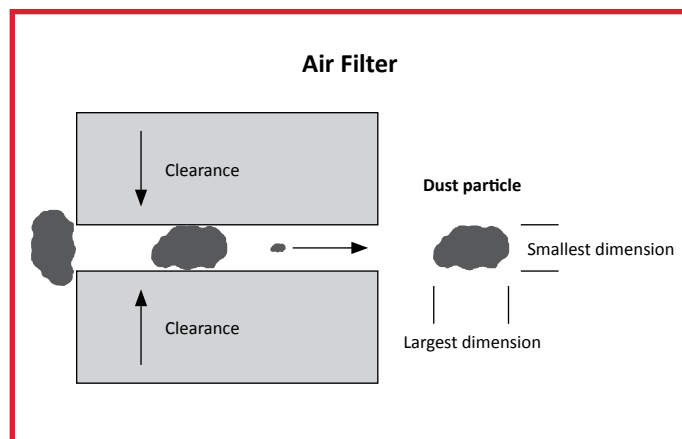 Air Filter
Clearance
Dust particle
Smallest dimension
Clearance
Largest dimension